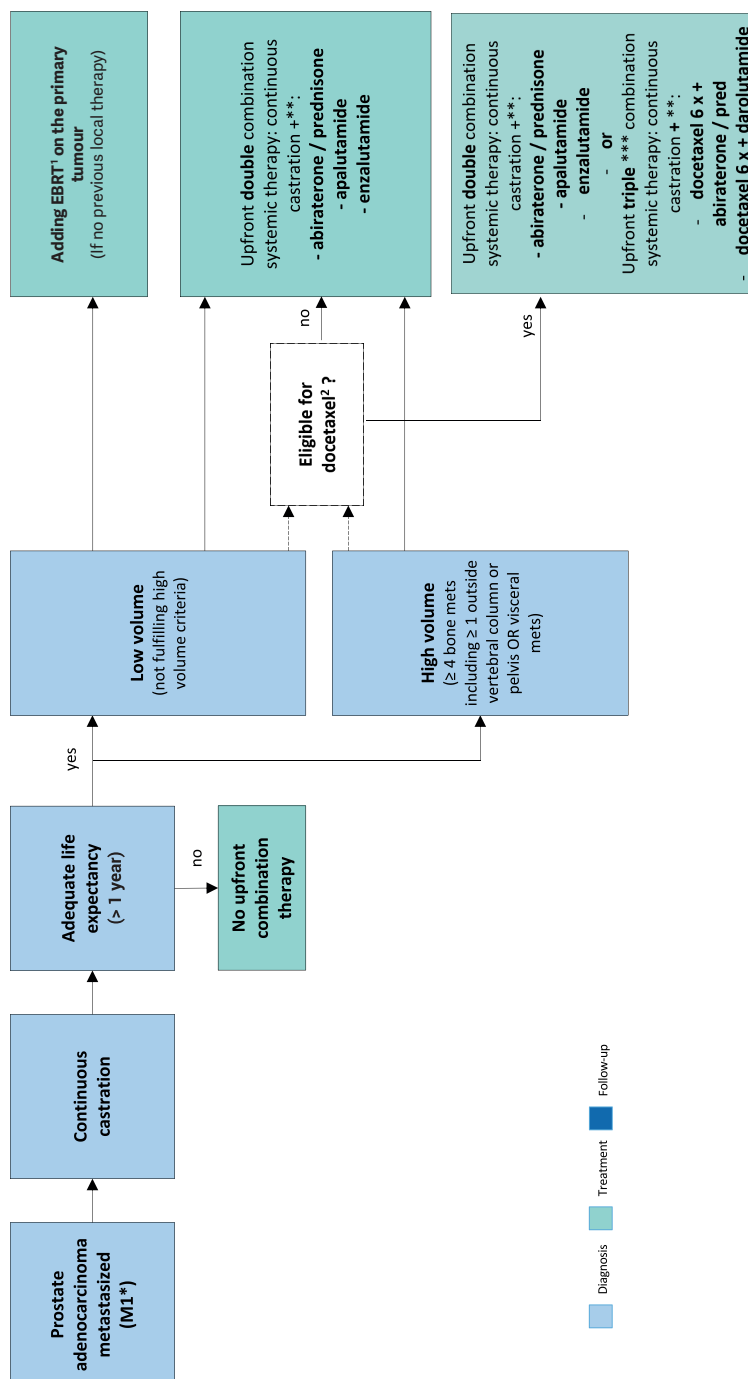 Prostate
adenocarcinoma
metastasized
(M1*)
Continuous
castration
Adequate life
expectancy
(> 1 year)
no
No upfront
combination
therapy
yes
Low volume
(not fulfilling high
volume criteria)
High volume
(≥ 4 bone mets
including ≥ 1 outside
vertebral column or
pelvis OR visceral
mets)
Eligible for
docetaxel² ?
no
yes
Adding EBRT¹ on the primary
tumour
(If no previous local therapy)
Upfront double combination
systemic therapy: continuous
castration +**:
- abiraterone / prednisone
- apalutamide
- enzalutamide
Upfront double combination
systemic therapy: continuous
castration +**:
- abiraterone / prednisone
- apalutamide
- enzalutamide
- or
Upfront triple *** combination
systemic therapy: continuous
castration + **:
- docetaxel 6 x +
abiraterone / pred
- docetaxel 6 x + darolutamide
Diagnosis
Treatment
Follow-up